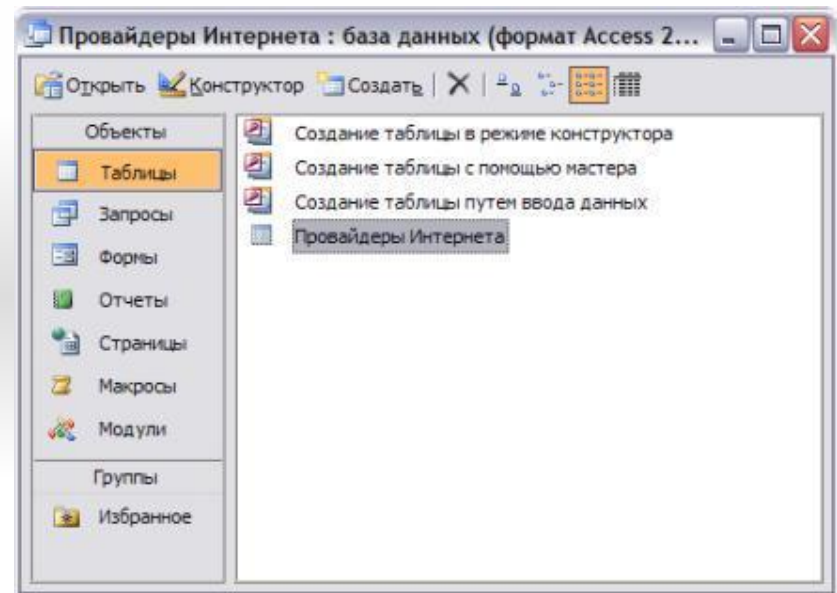 Провайдеры Интернета : база данных (формат Access 2...
Открыть Конструктор Создать
Объекты
Таблицы
Запросы
Формы
Отчеты
Страницы
Макросы
Модули
Группы
Избранное
Создание таблицы в режиме конструктора
Создание таблицы с помощью мастера
Создание таблицы путем ввода данных
Провайдеры Интернета